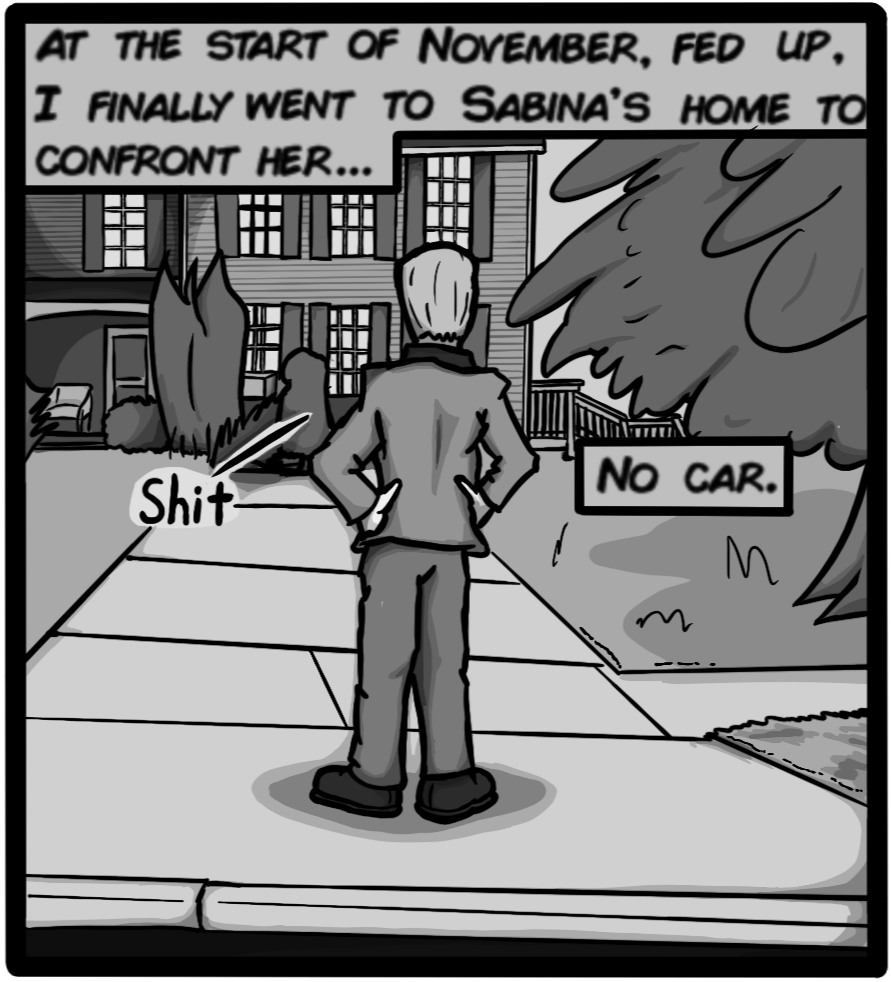 AT THE START OF NOVEMBER, FED UP,
I FINALLY WENT TO SABINA'S HOME TO
CONFRONT HER...
NO CAR.
Shit